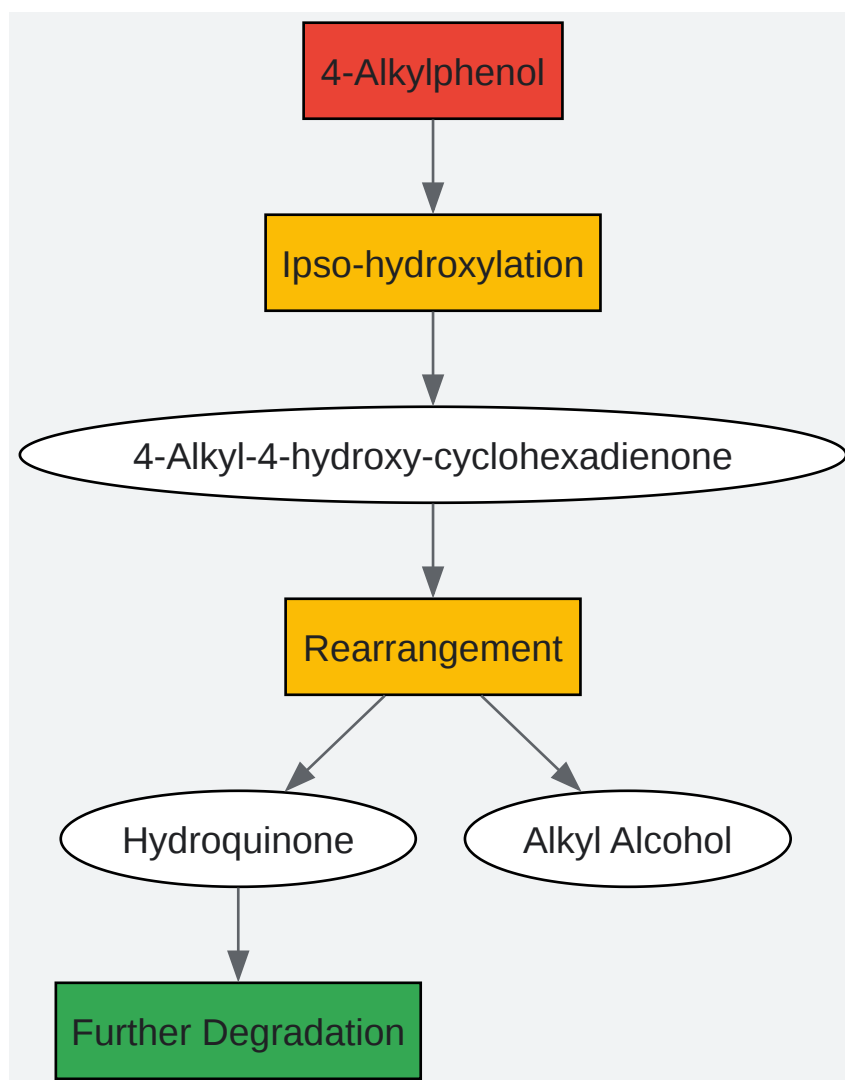 4-Alkylphenol
Ipso-hydroxylation
4-Alkyl-4-hydroxy-cyclohexadienone
Rearrangement
Hydroquinone
Alkyl Alcohol
Further Degradation